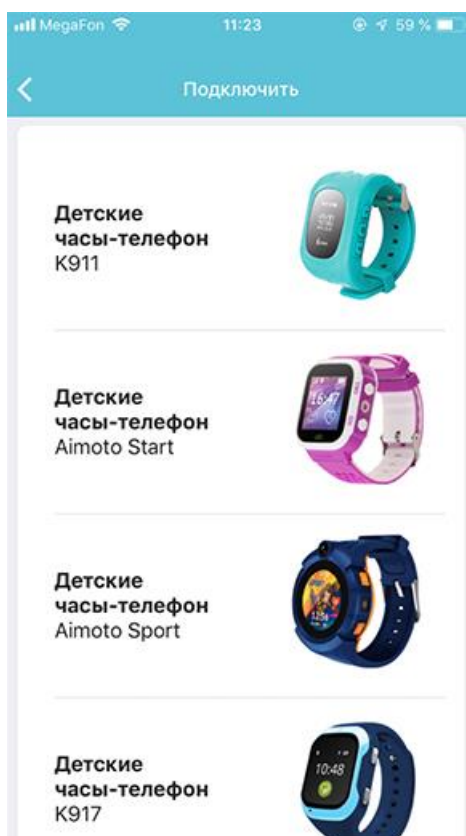 MegaFon 11:23 59 %
Подключить
Детские
часы-телефон
K911
Детские
часы-телефон
Aimoto Start
16:47
Детские
часы-телефон
Aimoto Sport
Детские
часы-телефон
K917
10:48